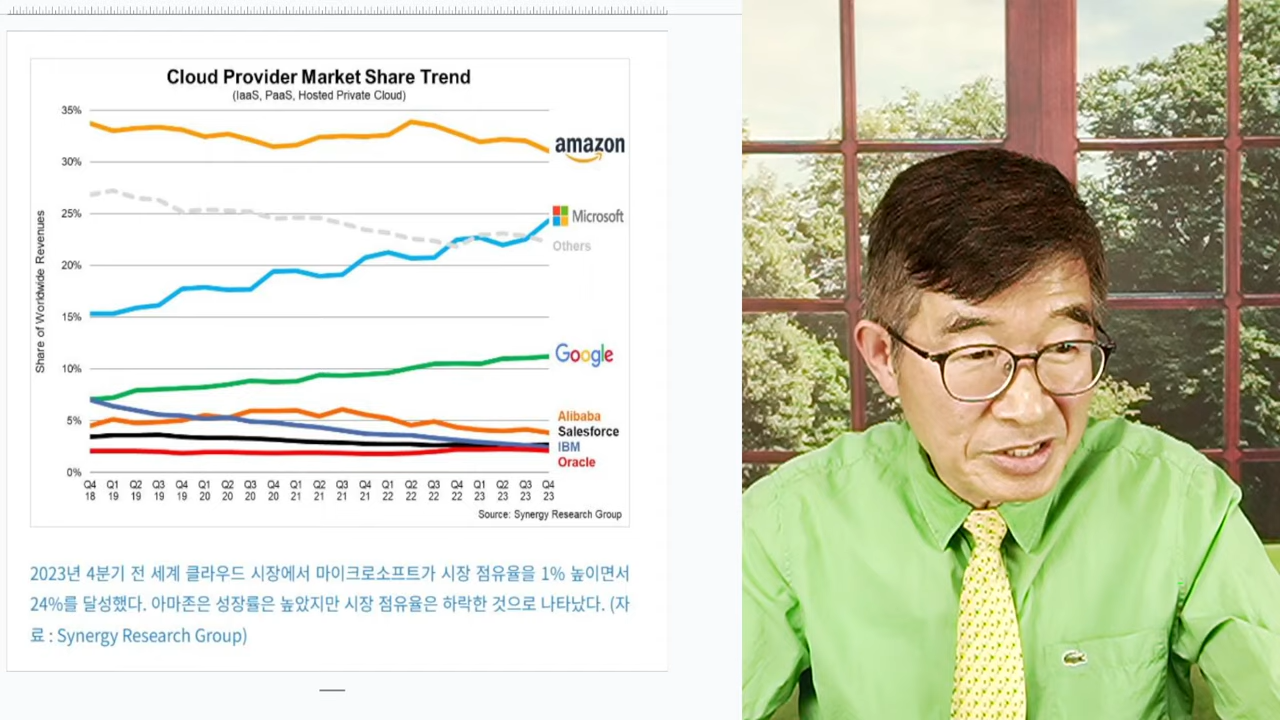 Cloud Provider Market Share Trend
(IaaS, PaaS, Hosted Private Cloud)
Share of Worldwide Revenues
35%
30%
25%
20%
15%
10%
5%
0%
amazon
Microsoft
Others
Google
Alibaba
Salesforce
IBM
Oracle
Q4 Q1 Q2 Q3 Q4 Q1 Q2 Q3 Q4 Q1 Q2 Q3 Q4 Q1 Q2 Q3 Q4 Q1 Q2 Q3 Q4
18 19 19 19 19 20 20 20 20 21 21 21 21 22 22 22 22 23 23 23 23
Source: Synergy Research Group
2023년 4분기 전 세계 클라우드 시장에서 마이크로소프트가 시장 점유율을 1% 높이면서
24%를 달성했다. 아마존은 성장률은 높았지만 시장 점유율은 하락한 것으로 나타났다. (자
료 : Synergy Research Group)